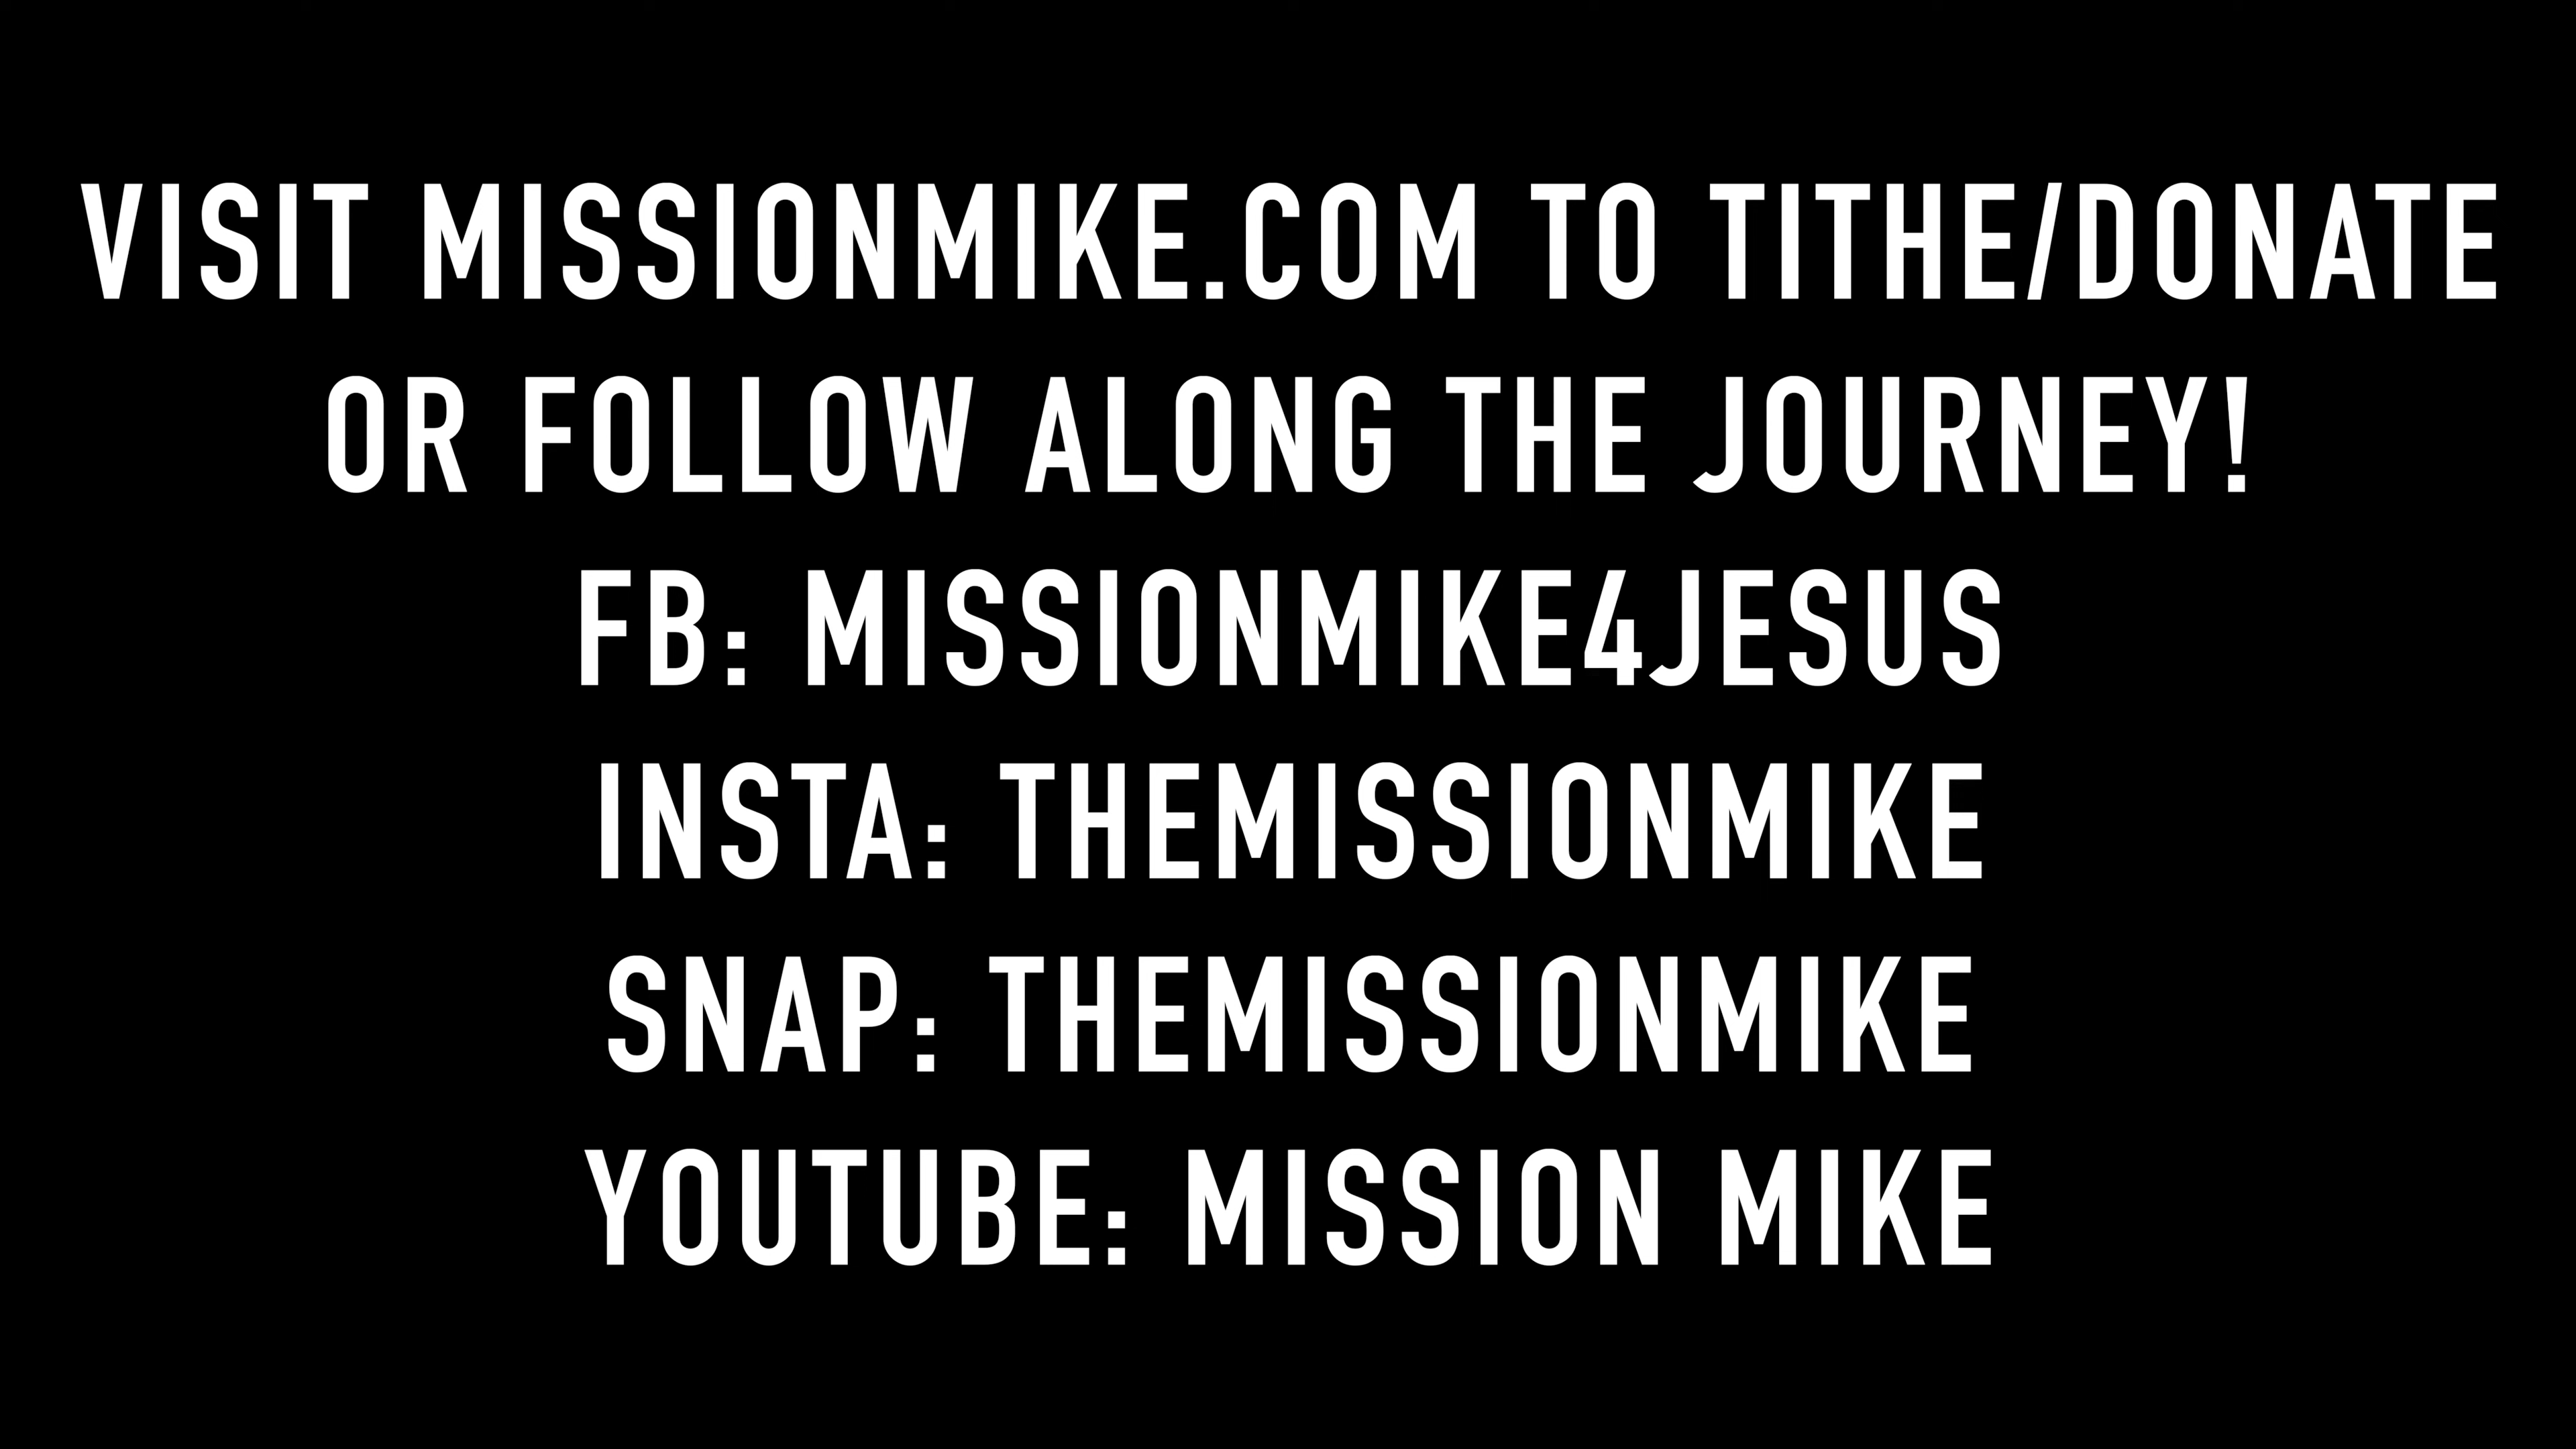 VISIT MISSIONMIKE.COM TO TITHE/DONATE
OR FOLLOW ALONG THE JOURNEY!
FB: MISSIONMIKE4JESUS
INSTA: THEMISSIONMIKE
SNAP: THEMISSIONMIKE
YOUTUBE: MISSION MIKE